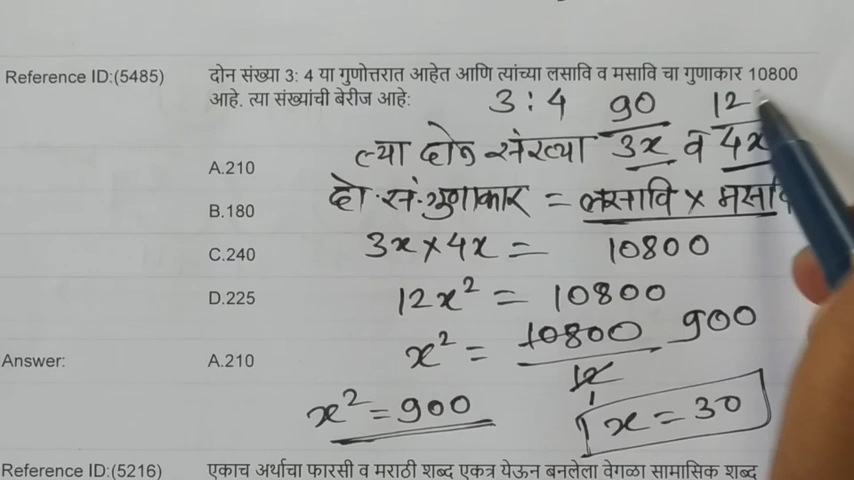 Reference ID:(5485) दोन संख्या 3: 4 या गुणोत्तरात आहेत आणि त्यांच्या लसावि व मसावि चा गुणाकार 10800
आहे. त्या संख्यांची बेरीज आहे: 3 : 4 90 12
त्या दोन संख्या 3x व 4x
A.210
दो.सं.गुणाकार = लसावि x मसावि
B.180
3x x 4x = 10800
C.240
12x² = 10800
D.225
x² = 10800 900
12
1
Answer: A.210
x² = 900
x = 30
Reference ID:(5216) एकाच अर्थाचा फारसी व मराठी शब्द एकत्र येऊन बनलेला वेगळा सामासिक शब्द